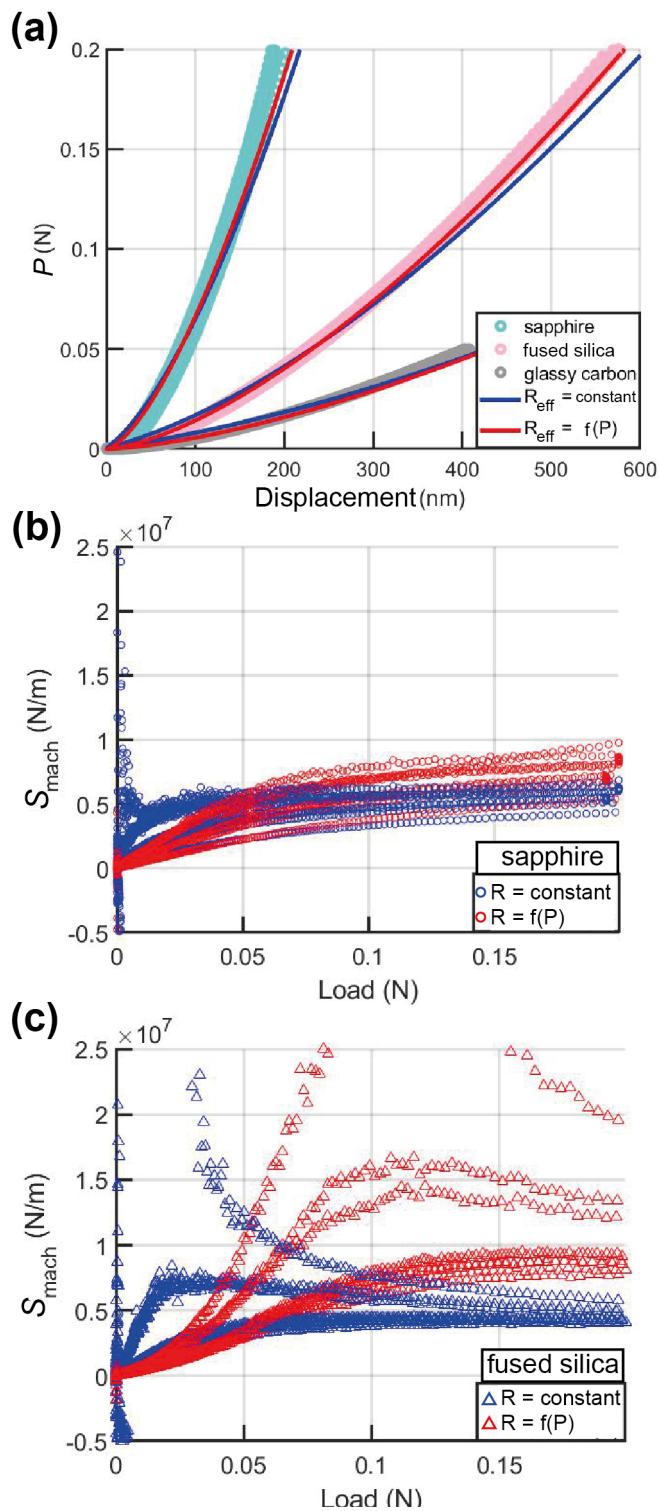 (a)
0.2
0.15
0.1
0.05
0
P (N)
0 100 200 300 400 500 600
Displacement (nm)
sapphire
fused silica
glassy carbon
R_eff = constant
R_eff = f(P)
(b)
×10^7
2.5
2
1.5
1
0.5
0
-0.5
S_mach (N/m)
0 0.05 0.1 0.15
Load (N)
sapphire
R = constant
R = f(P)
(c)
×10^7
2.5
2
1.5
1
0.5
0
-0.5
S_mach (N/m)
0 0.05 0.1 0.15
Load (N)
fused silica
R = constant
R = f(P)